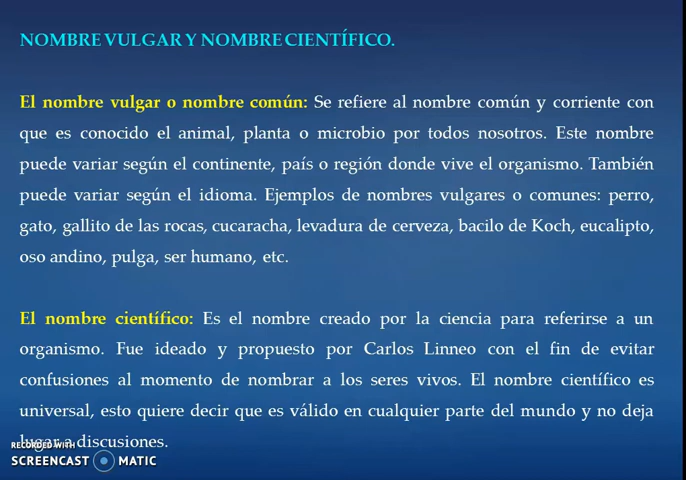 NOMBRE VULGAR Y NOMBRE CIENTÍFICO.
El nombre vulgar o nombre común: Se refiere al nombre común y corriente con
que es conocido el animal, planta o microbio por todos nosotros. Este nombre
puede variar según el continente, país o región donde vive el organismo. También
puede variar según el idioma. Ejemplos de nombres vulgares o comunes: perro,
gato, gallito de las rocas, cucaracha, levadura de cerveza, bacilo de Koch, eucalipto,
oso andino, pulga, ser humano, etc.
El nombre científico: Es el nombre creado por la ciencia para referirse a un
organismo. Fue ideado y propuesto por Carlos Linneo con el fin de evitar
confusiones al momento de nombrar a los seres vivos. El nombre científico es
universal, esto quiere decir que es válido en cualquier parte del mundo y no deja
lugar a discusiones.
RECORDED WITH
SCREENCAST MATIC